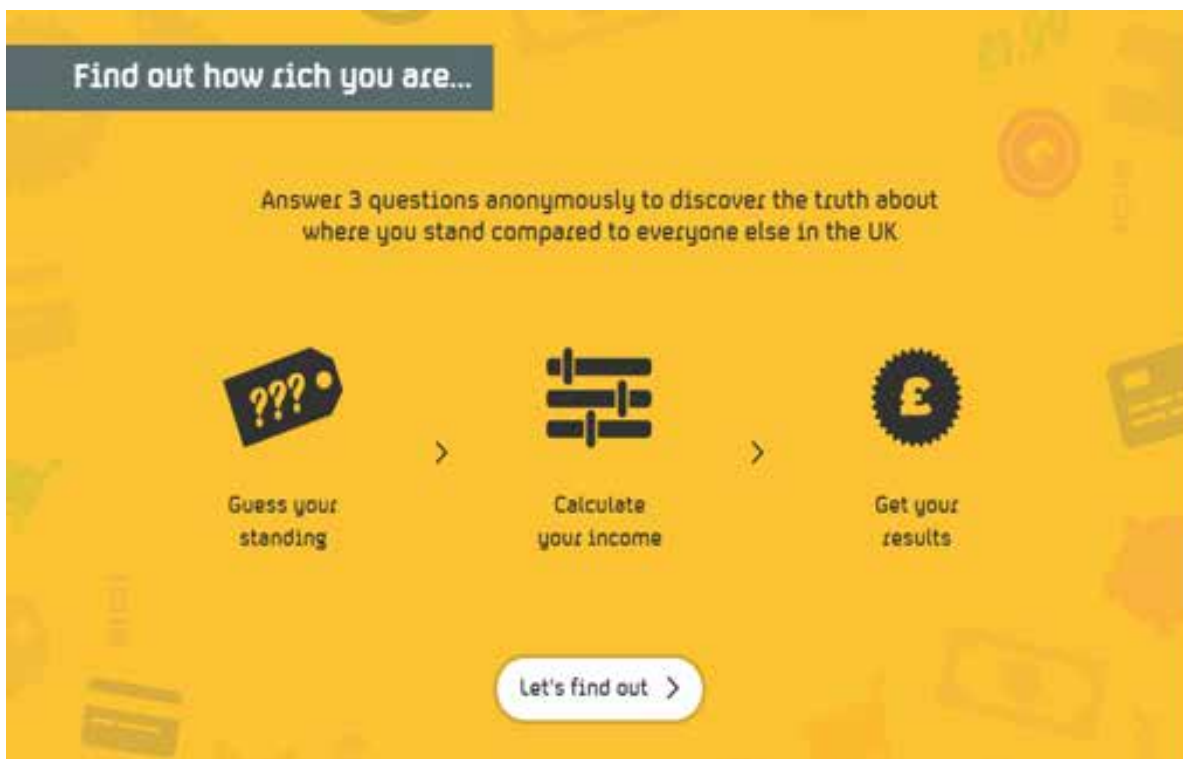 Find out how rich you are...
Answer 3 questions anonymously to discover the truth about
where you stand compared to everyone else in the UK
???
£
Guess your
standing
Calculate
your income
Get your
results
Let's find out